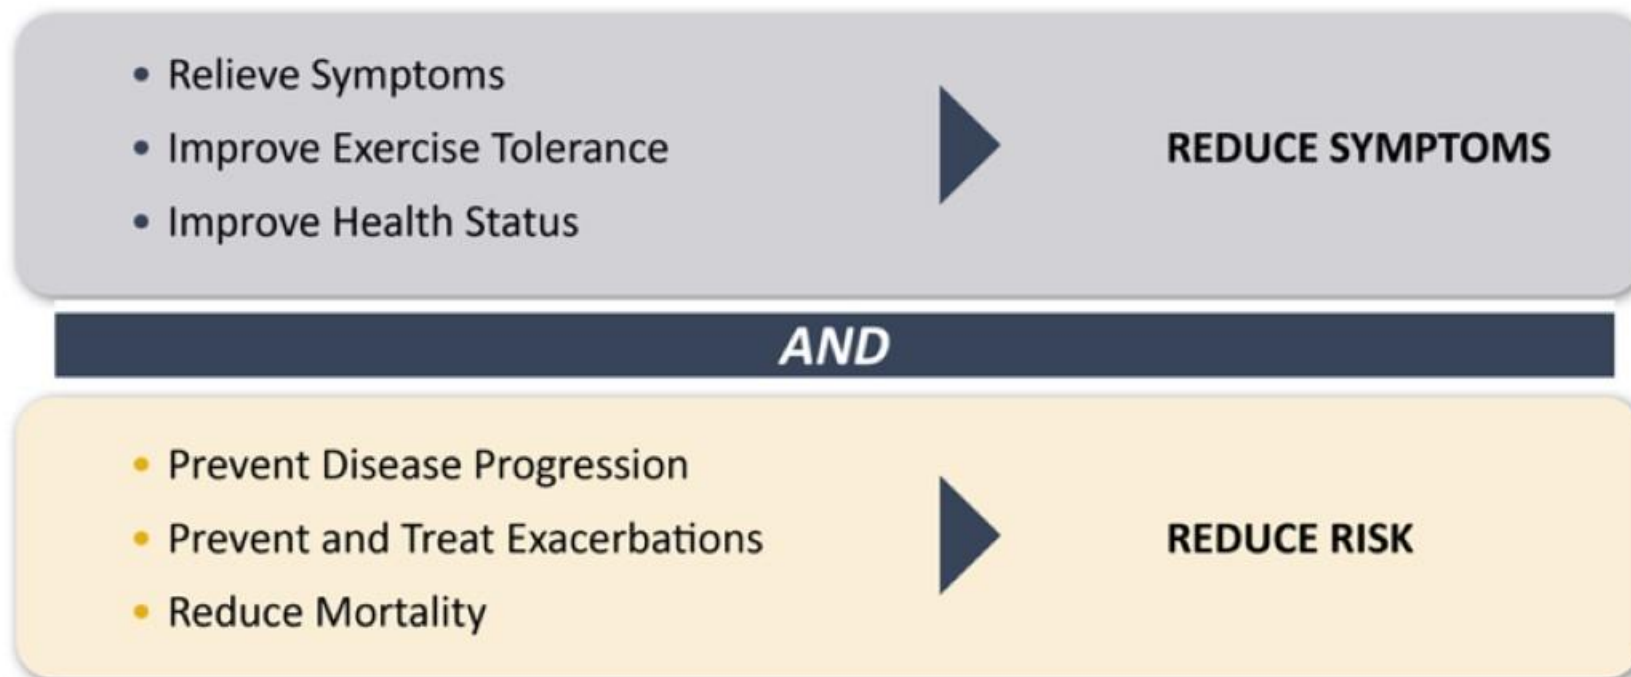 • Relieve Symptoms
• Improve Exercise Tolerance
• Improve Health Status
REDUCE SYMPTOMS
AND
• Prevent Disease Progression
• Prevent and Treat Exacerbations
• Reduce Mortality
REDUCE RISK